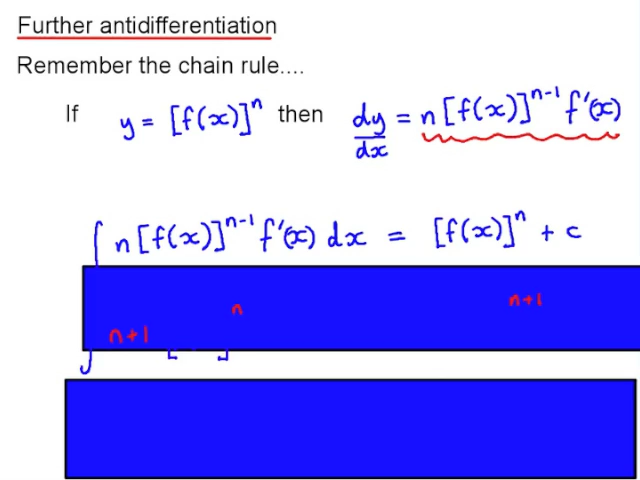 Further antidifferentiation
Remember the chain rule....
If y = [f(x)]^n then dy/dx = n[f(x)]^{n-1} f'(x)
∫ n[f(x)]^{n-1} f'(x) dx = [f(x)]^n + c
n n+1
n+1